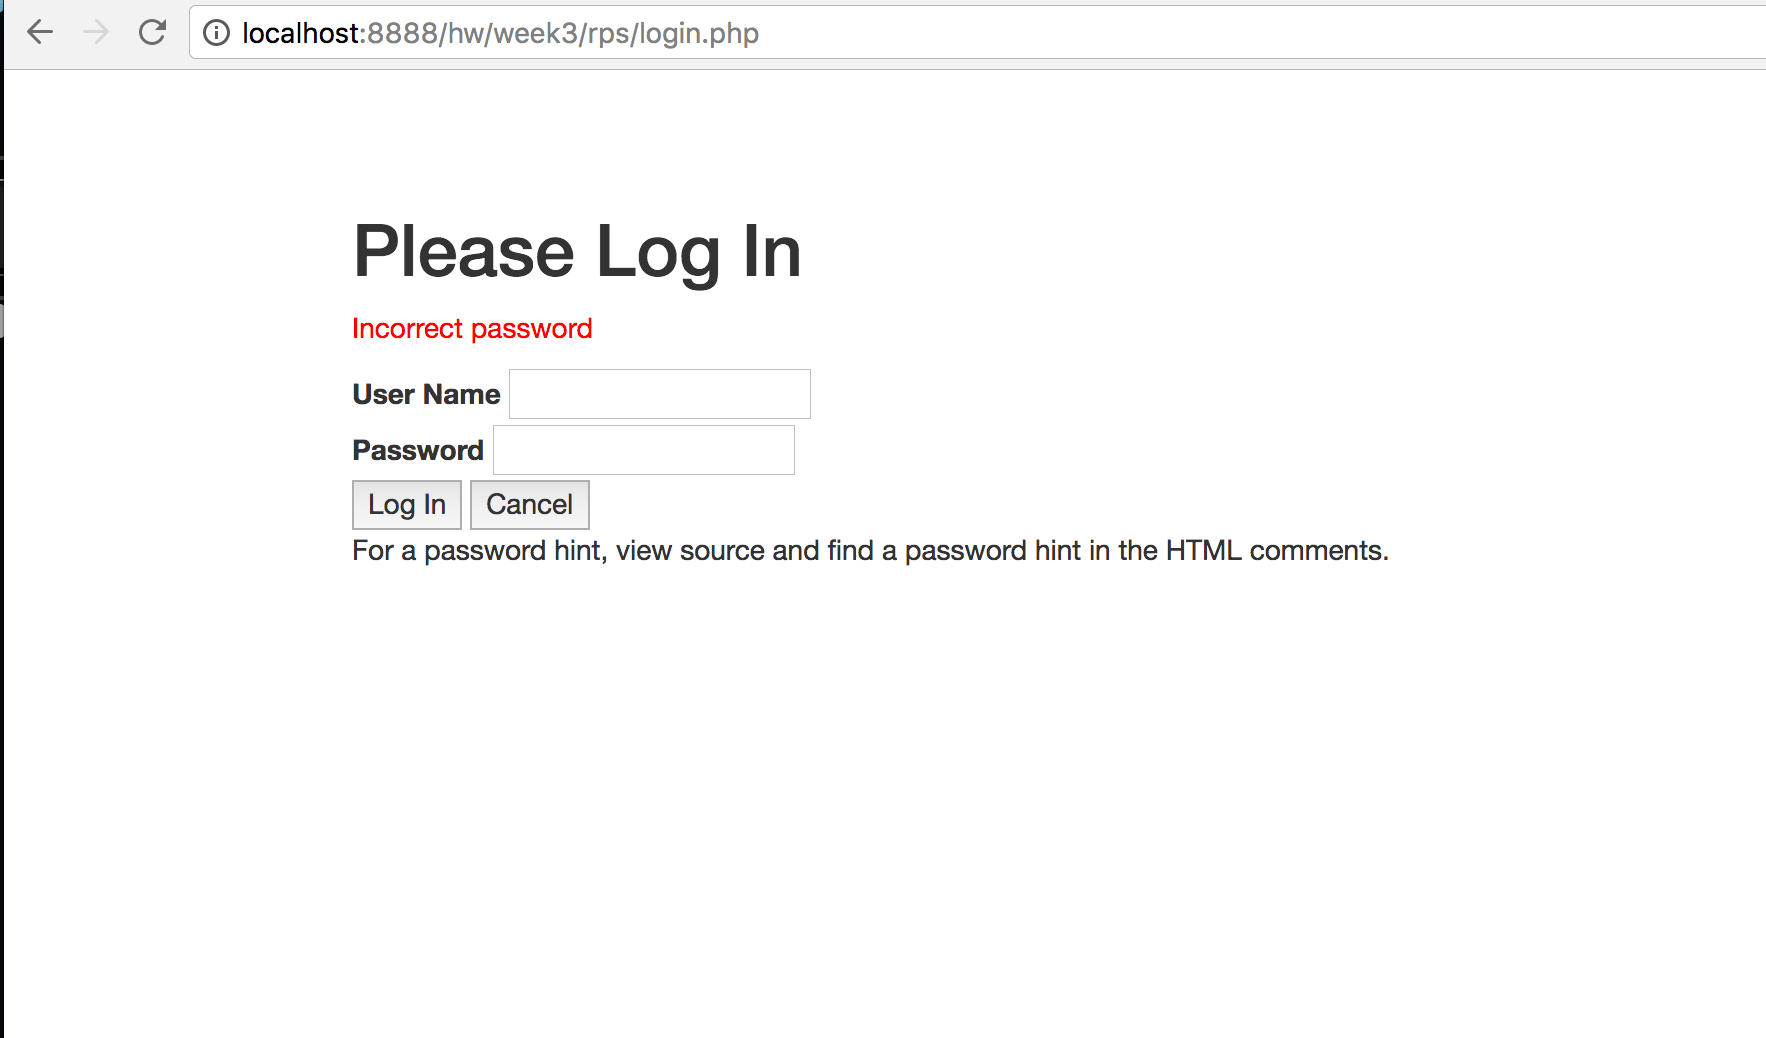 localhost:8888/hw/week3/rps/login.php
Please Log In
Incorrect password
User Name
Password
Log In Cancel
For a password hint, view source and find a password hint in the HTML comments.